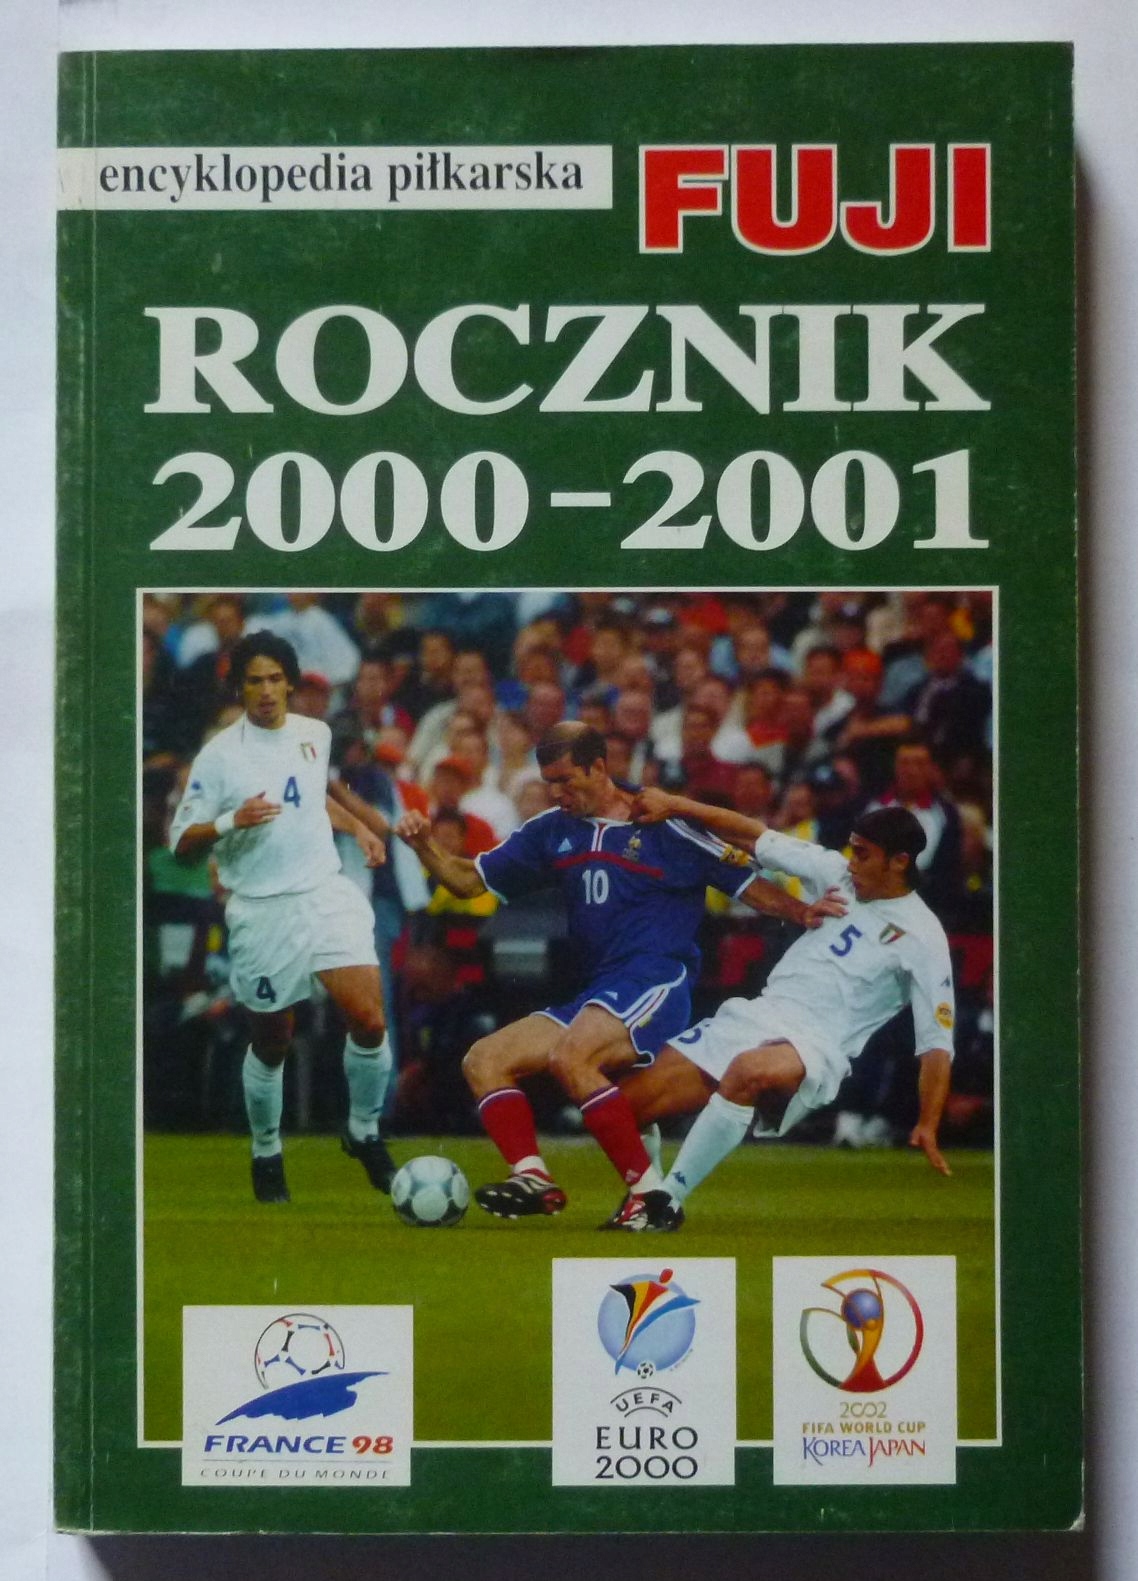 encyklopedia piłkarska
FUJI
ROCZNIK
2000-2001
4
10
5
4
FRANCE 98
COUPE DU MONDE
UEFA
EURO
2000
2002
FIFA WORLD CUP
KOREA JAPAN